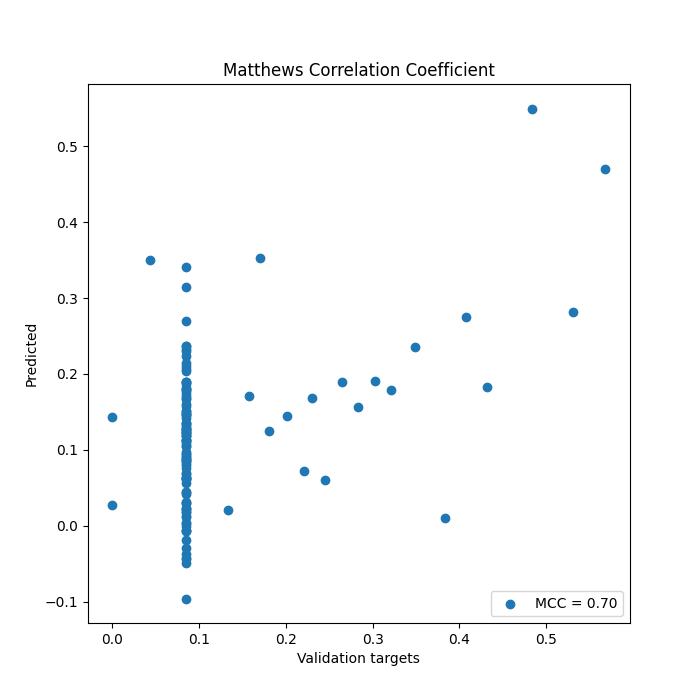 Matthews Correlation Coefficient
0.5
0.4
0.3
0.2
0.1
0.0
−0.1
Predicted
0.0 0.1 0.2 0.3 0.4 0.5
Validation targets
MCC = 0.70